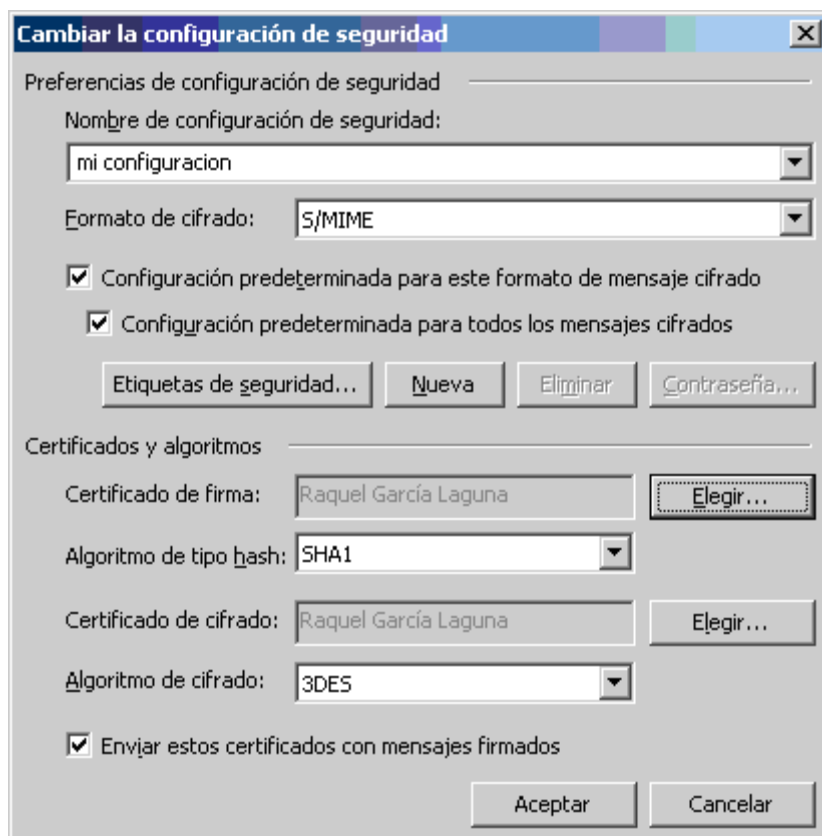 Cambiar la configuración de seguridad
Preferencias de configuración de seguridad
Nombre de configuración de seguridad:
mi configuracion
Formato de cifrado: S/MIME
Configuración predeterminada para este formato de mensaje cifrado
Configuración predeterminada para todos los mensajes cifrados
Etiquetas de seguridad... Nueva Eliminar Contraseña...
Certificados y algoritmos
Certificado de firma: Raquel García Laguna Elegir...
Algoritmo de tipo hash: SHA1
Certificado de cifrado: Raquel García Laguna Elegir...
Algoritmo de cifrado: 3DES
Enviar estos certificados con mensajes firmados
Aceptar Cancelar